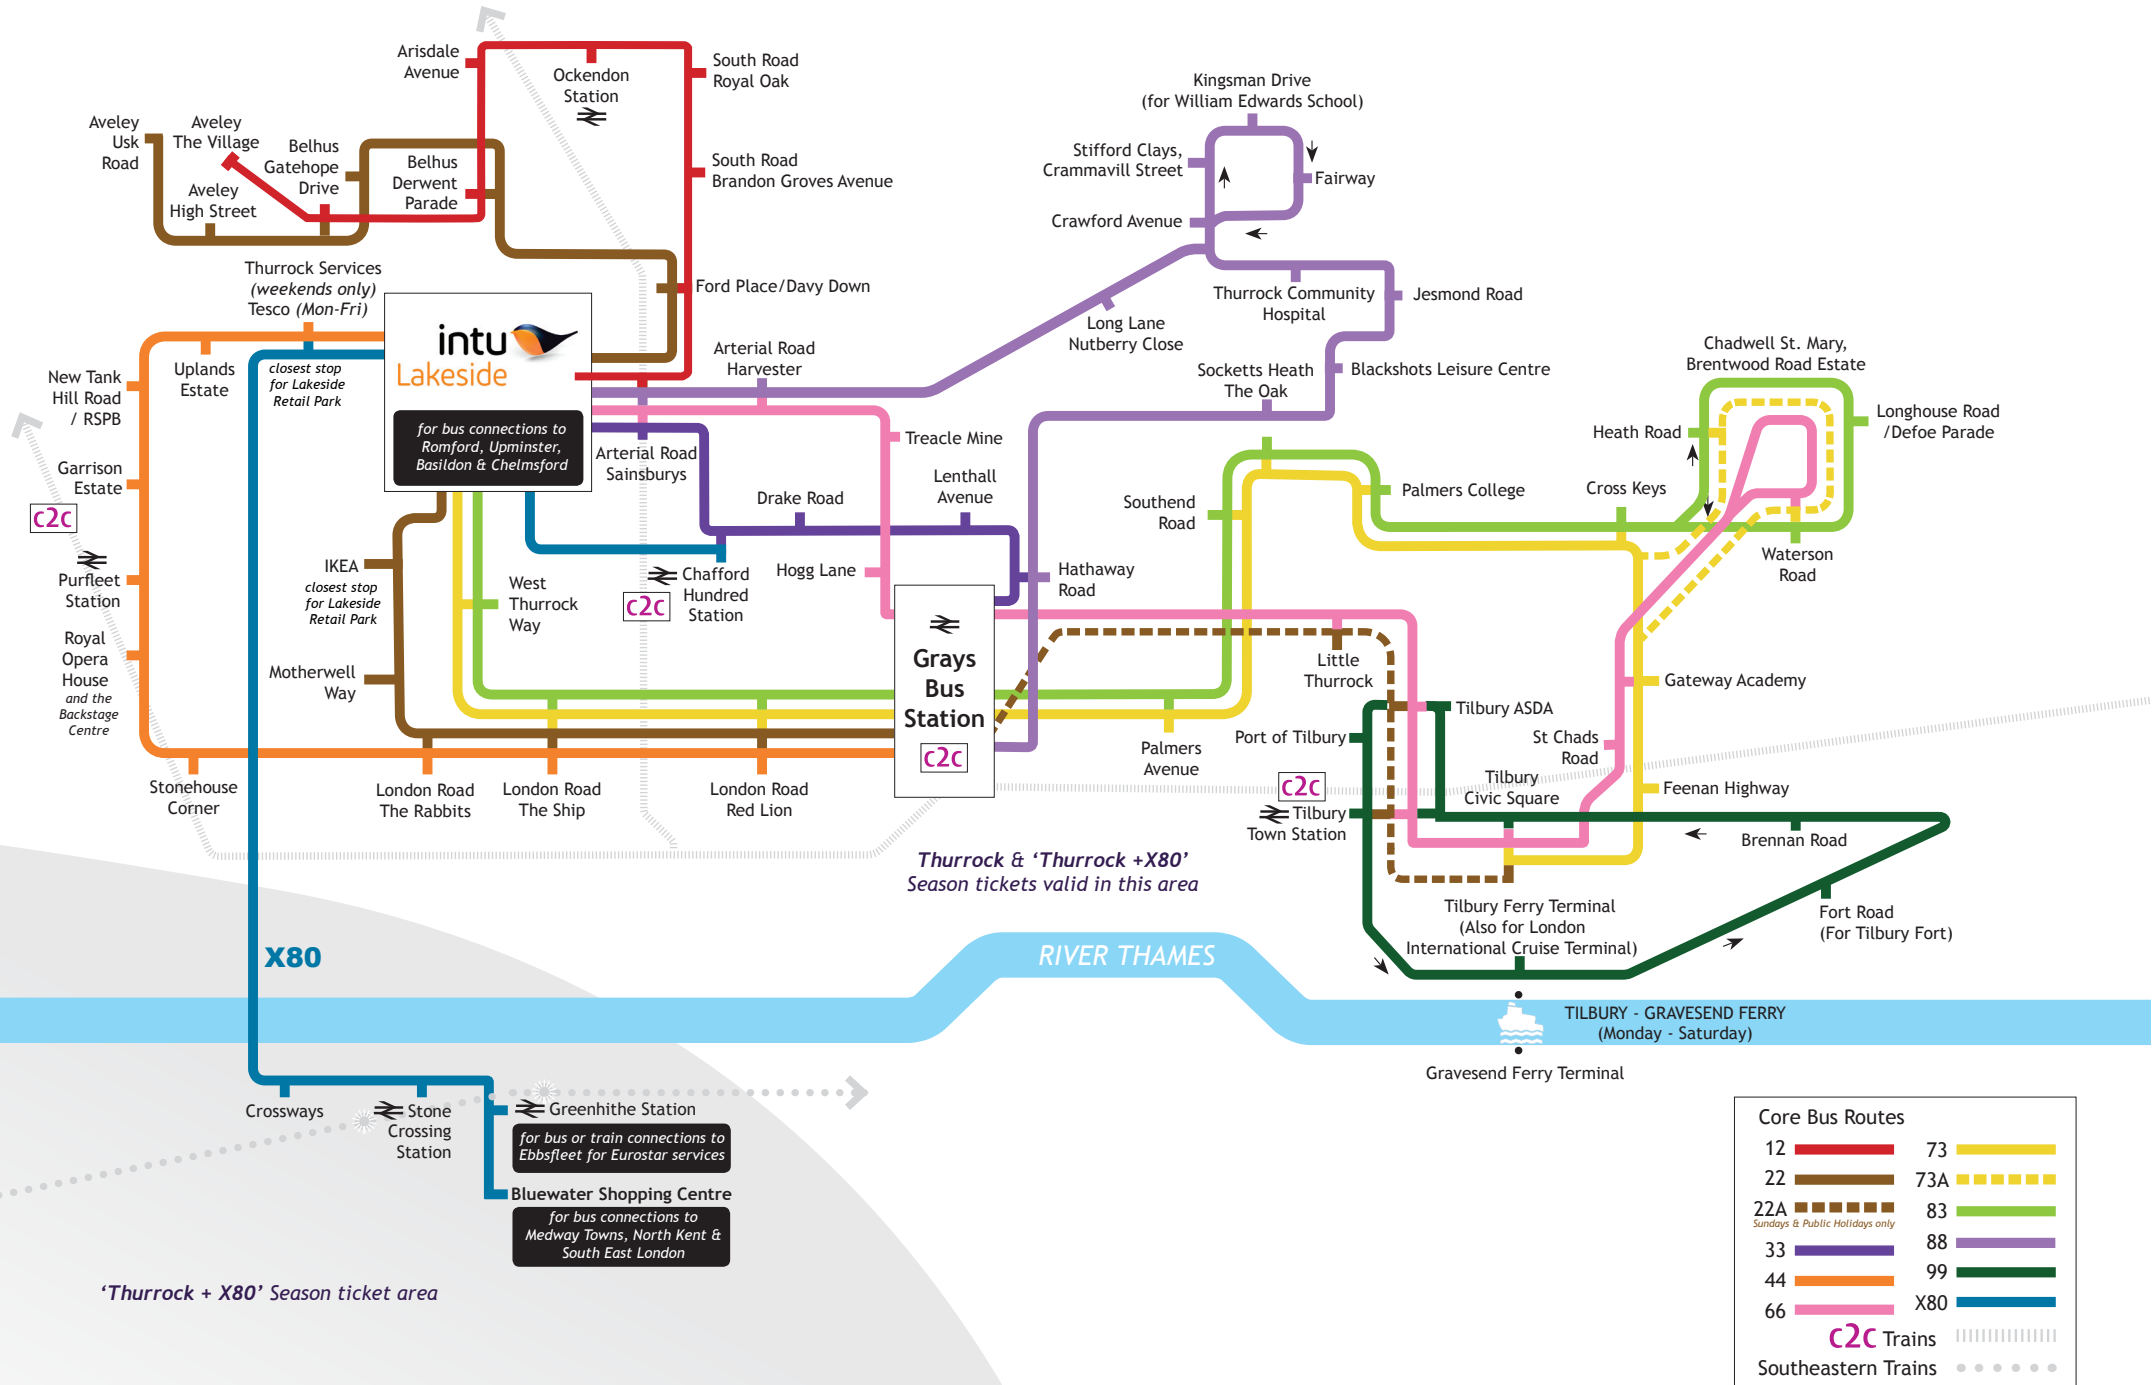 Arisdale
Avenue
Ockendon
Station
South Road
Royal Oak
Aveley
Usk
Road
Aveley
The Village
Aveley
High Street
Belhus
Gatehope
Drive
Belhus
Derwent
Parade
South Road
Brandon Groves Avenue
Ford Place/Davy Down
Kingsman Drive
(for William Edwards School)
Stifford Clays,
Crammavill Street
Fairway
Crawford Avenue
Thurrock Community
Hospital
Jesmond Road
Long Lane
Nutberry Close
Socketts Heath
The Oak
Blackshots Leisure Centre
Thurrock Services
(weekends only)
Tesco (Mon-Fri)
Uplands
Estate
closest stop
for Lakeside
Retail Park
intu
Lakeside
for bus connections to
Romford, Upminster,
Basildon & Chelmsford
Arterial Road
Harvester
Arterial Road
Sainsburys
Treacle Mine
New Tank
Hill Road
/ RSPB
Garrison
Estate
c2c
Purfleet
Station
Royal
Opera
House
and the
Backstage
Centre
Stonehouse
Corner
IKEA
closest stop
for Lakeside
Retail Park
Motherwell
Way
West
Thurrock
Way
c2c
Chafford
Hundred
Station
Drake Road
Lenthall
Avenue
Hogg Lane
Hathaway
Road
Grays
Bus
Station
c2c
London Road
The Rabbits
London Road
The Ship
London Road
Red Lion
Southend
Road
Palmers College
Palmers
Avenue
Cross Keys
Heath Road
Chadwell St. Mary,
Brentwood Road Estate
Longhouse Road
/Defoe Parade
Waterson
Road
Little
Thurrock
Gateway Academy
Tilbury ASDA
Port of Tilbury
St Chads
Road
c2c
Tilbury
Town Station
Tilbury
Civic Square
Feenan Highway
Brennan Road
Fort Road
(For Tilbury Fort)
Tilbury Ferry Terminal
(Also for London
International Cruise Terminal)
Thurrock & ‘Thurrock +X80’
Season tickets valid in this area
X80
RIVER THAMES
TILBURY - GRAVESEND FERRY
(Monday - Saturday)
Gravesend Ferry Terminal
Crossways
Stone
Crossing
Station
Greenhithe Station
for bus or train connections to
Ebbsfleet for Eurostar services
Bluewater Shopping Centre
for bus connections to
Medway Towns, North Kent &
South East London
‘Thurrock + X80’ Season ticket area
Core Bus Routes
12
22
22A
Sundays & Public Holidays only
33
44
66
73
73A
83
88
99
X80
c2c Trains
Southeastern Trains